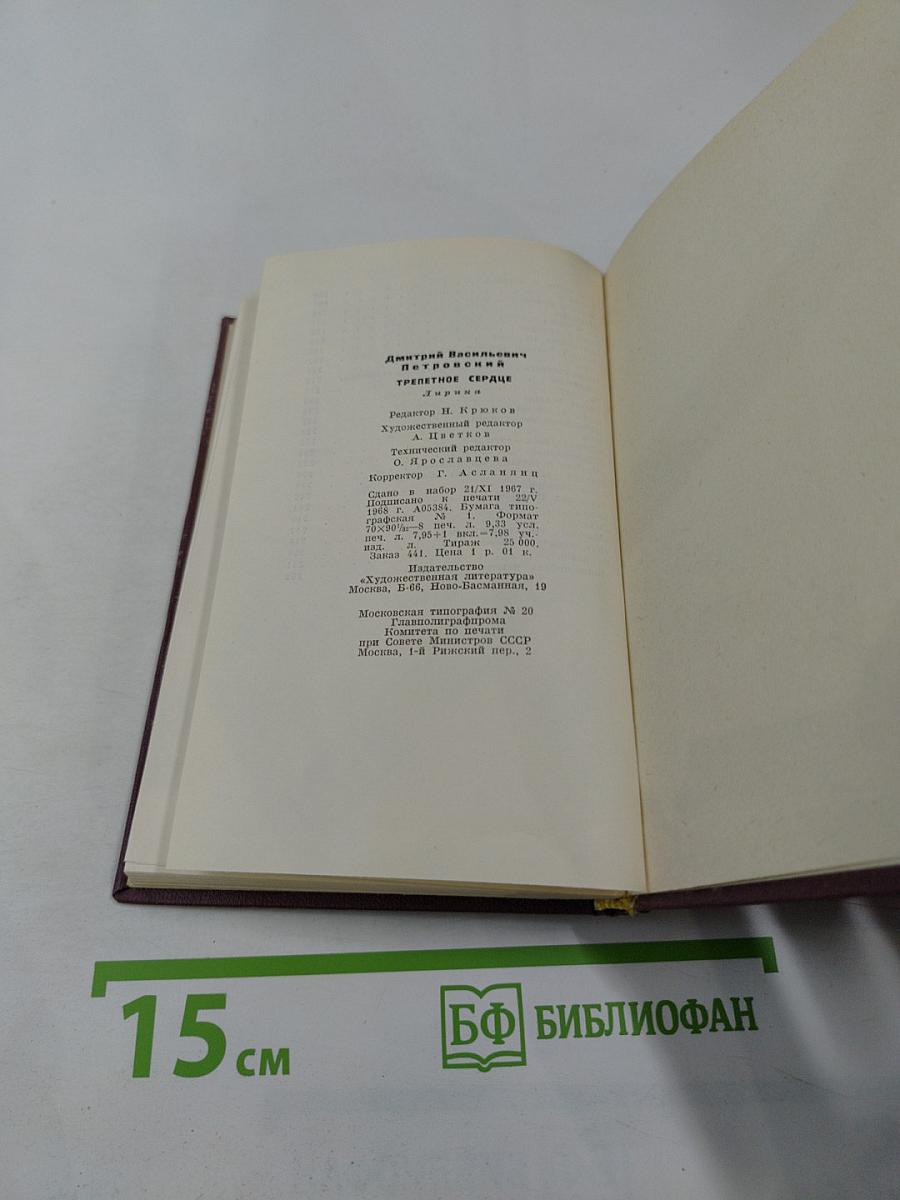 Дмитрий Васильевич
Петровский
ТРЕПЕТНОЕ СЕРДЦЕ
Лирика
Редактор Н. Крюков
Художественный редактор
А. Цветков
Технический редактор
О. Ярославцева
Корректор Г. Асланянц
Сдано в набор 21/XI 1967 г.
Подписано к печати 22/V
1968 г. А05384. Бумага типо-
графская № 1. Формат
70×90¹/₃₂—8 печ. л. 9,33 усл.
печ. л. 7,95+1 вкл.=7,98 уч.-
изд. л. Тираж 25 000.
Заказ 441. Цена 1 р. 01 к.
Издательство
«Художественная литература»
Москва, Б-66, Ново-Басманная, 19
Московская типография № 20
Главполиграфпрома
Комитета по печати
при Совете Министров СССР
Москва, 1-й Рижский пер., 2
15 см
БФ БИБЛИОФАН